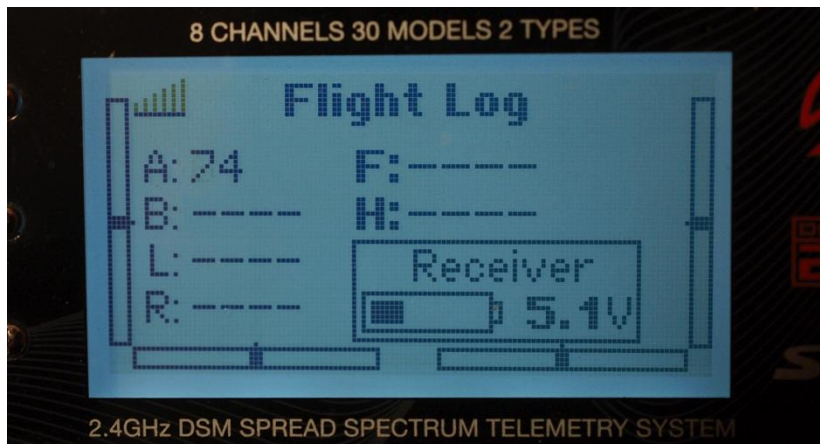 8 CHANNELS 30 MODELS 2 TYPES
Flight Log
A: 74 F:----
B: ---- H:----
L: ----
Receiver
R: ----
5.1V
2.4GHz DSM SPREAD SPECTRUM TELEMETRY SYSTEM